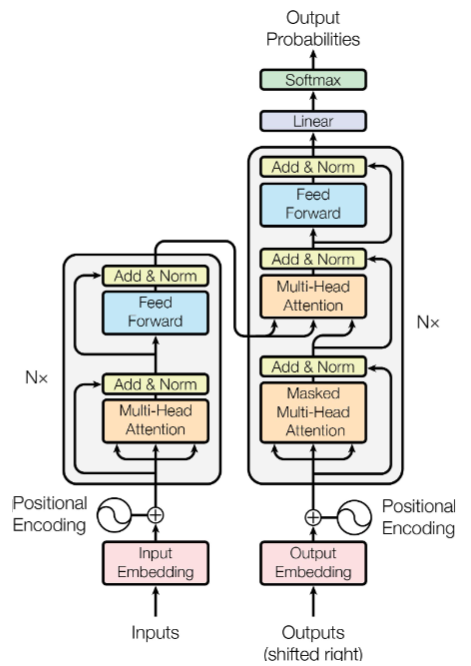 Output
Probabilities
Softmax
Linear
Add & Norm
Feed
Forward
Add & Norm
Multi-Head
Attention
Add & Norm
Masked
Multi-Head
Attention
N×
Add & Norm
Feed
Forward
N×
Add & Norm
Multi-Head
Attention
Positional
Encoding
Positional
Encoding
Input
Embedding
Output
Embedding
Inputs
Outputs
(shifted right)